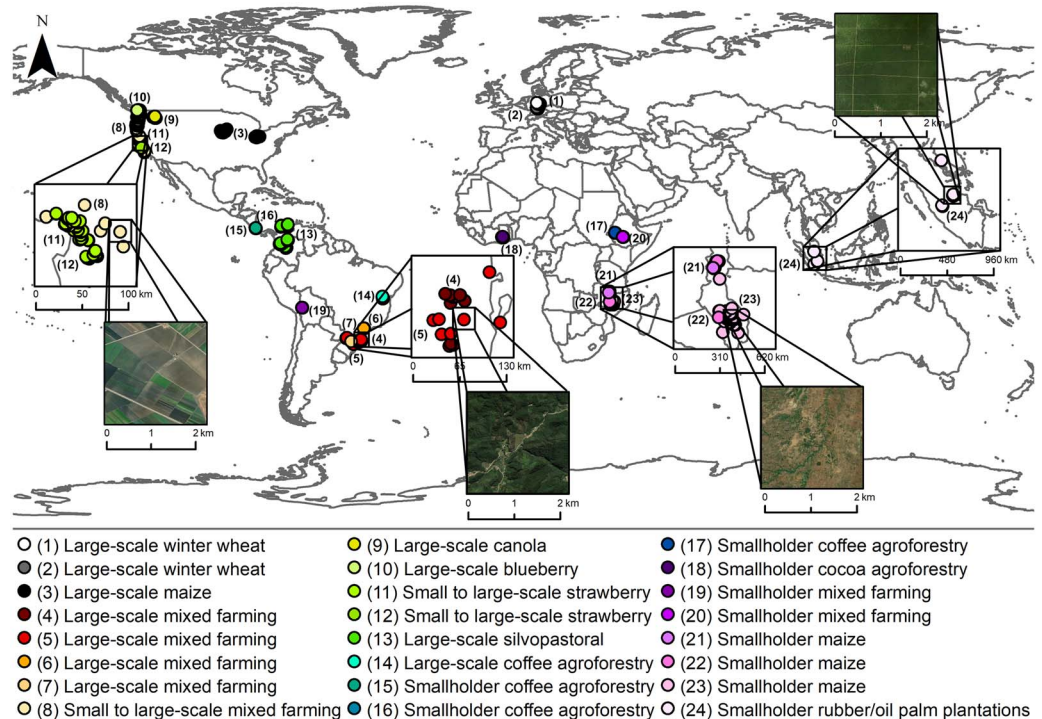 N
(10)
(9)
(8)
(11)
(12)
(3)
(1)
(2)
0 1 2 km
(8)
(11)
(12)
0 50 100 km
0 1 2 km
(16)
(15)
(13)
(14)
(19)
(6)
(7)
(4)
(5)
(4)
(5)
0 65 130 km
0 1 2 km
(18)
(17)
(20)
(21)
(22)
(23)
(21)
(23)
(22)
0 310 620 km
0 1 2 km
(24)
(24)
0 480 960 km
(1) Large-scale winter wheat
(2) Large-scale winter wheat
(3) Large-scale maize
(4) Large-scale mixed farming
(5) Large-scale mixed farming
(6) Large-scale mixed farming
(7) Large-scale mixed farming
(8) Small to large-scale mixed farming
(9) Large-scale canola
(10) Large-scale blueberry
(11) Small to large-scale strawberry
(12) Small to large-scale strawberry
(13) Large-scale silvopastoral
(14) Large-scale coffee agroforestry
(15) Smallholder coffee agroforestry
(16) Smallholder coffee agroforestry
(17) Smallholder coffee agroforestry
(18) Smallholder cocoa agroforestry
(19) Smallholder mixed farming
(20) Smallholder mixed farming
(21) Smallholder maize
(22) Smallholder maize
(23) Smallholder maize
(24) Smallholder rubber/oil palm plantations